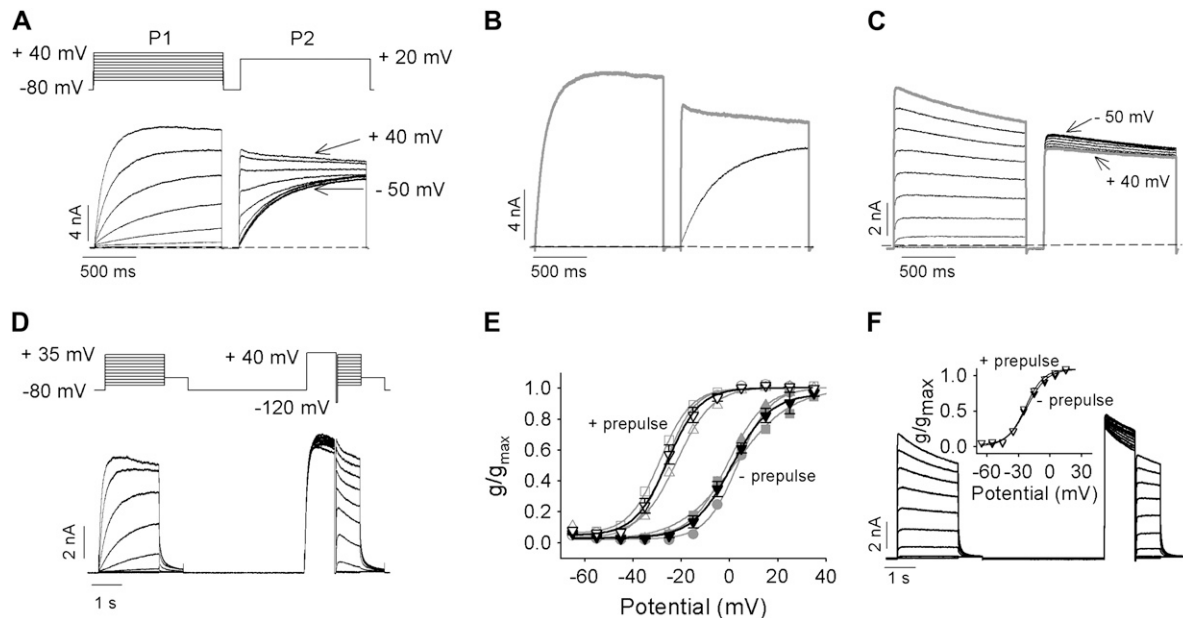 A
P1
P2
+ 40 mV
+ 20 mV
-80 mV
+ 40 mV
- 50 mV
4 nA
500 ms
B
4 nA
500 ms
C
- 50 mV
+ 40 mV
2 nA
500 ms
D
+ 35 mV
+ 40 mV
-80 mV
-120 mV
2 nA
1 s
E
1.0
0.8
0.6
0.4
0.2
0.0
g/gmax
+ prepulse
- prepulse
-60 -40 -20 0 20 40
Potential (mV)
F
+ prepulse
- prepulse
1.0
0.5
0.0
g/gmax
-60 -30 0 30
Potential (mV)
2 nA
1 s